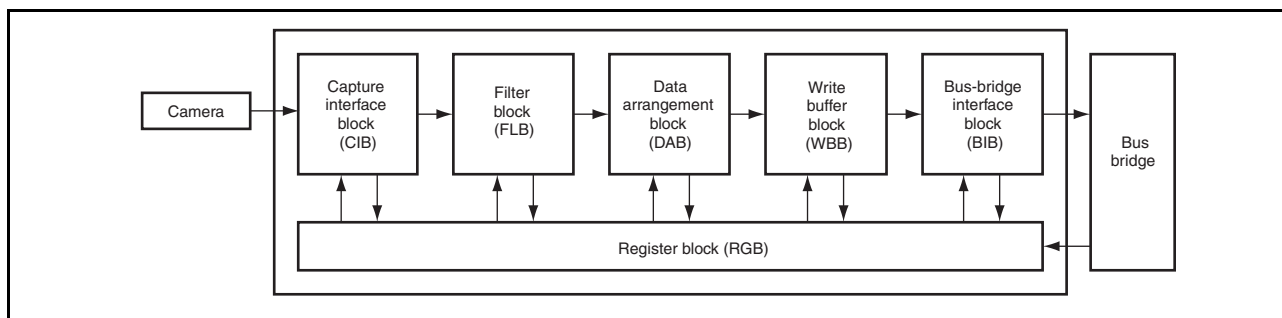 Camera
Capture
interface
block
(CIB)
Filter
block
(FLB)
Data
arrangement
block
(DAB)
Write
buffer
block
(WBB)
Bus-bridge
interface
block
(BIB)
Bus
bridge
Register block (RGB)